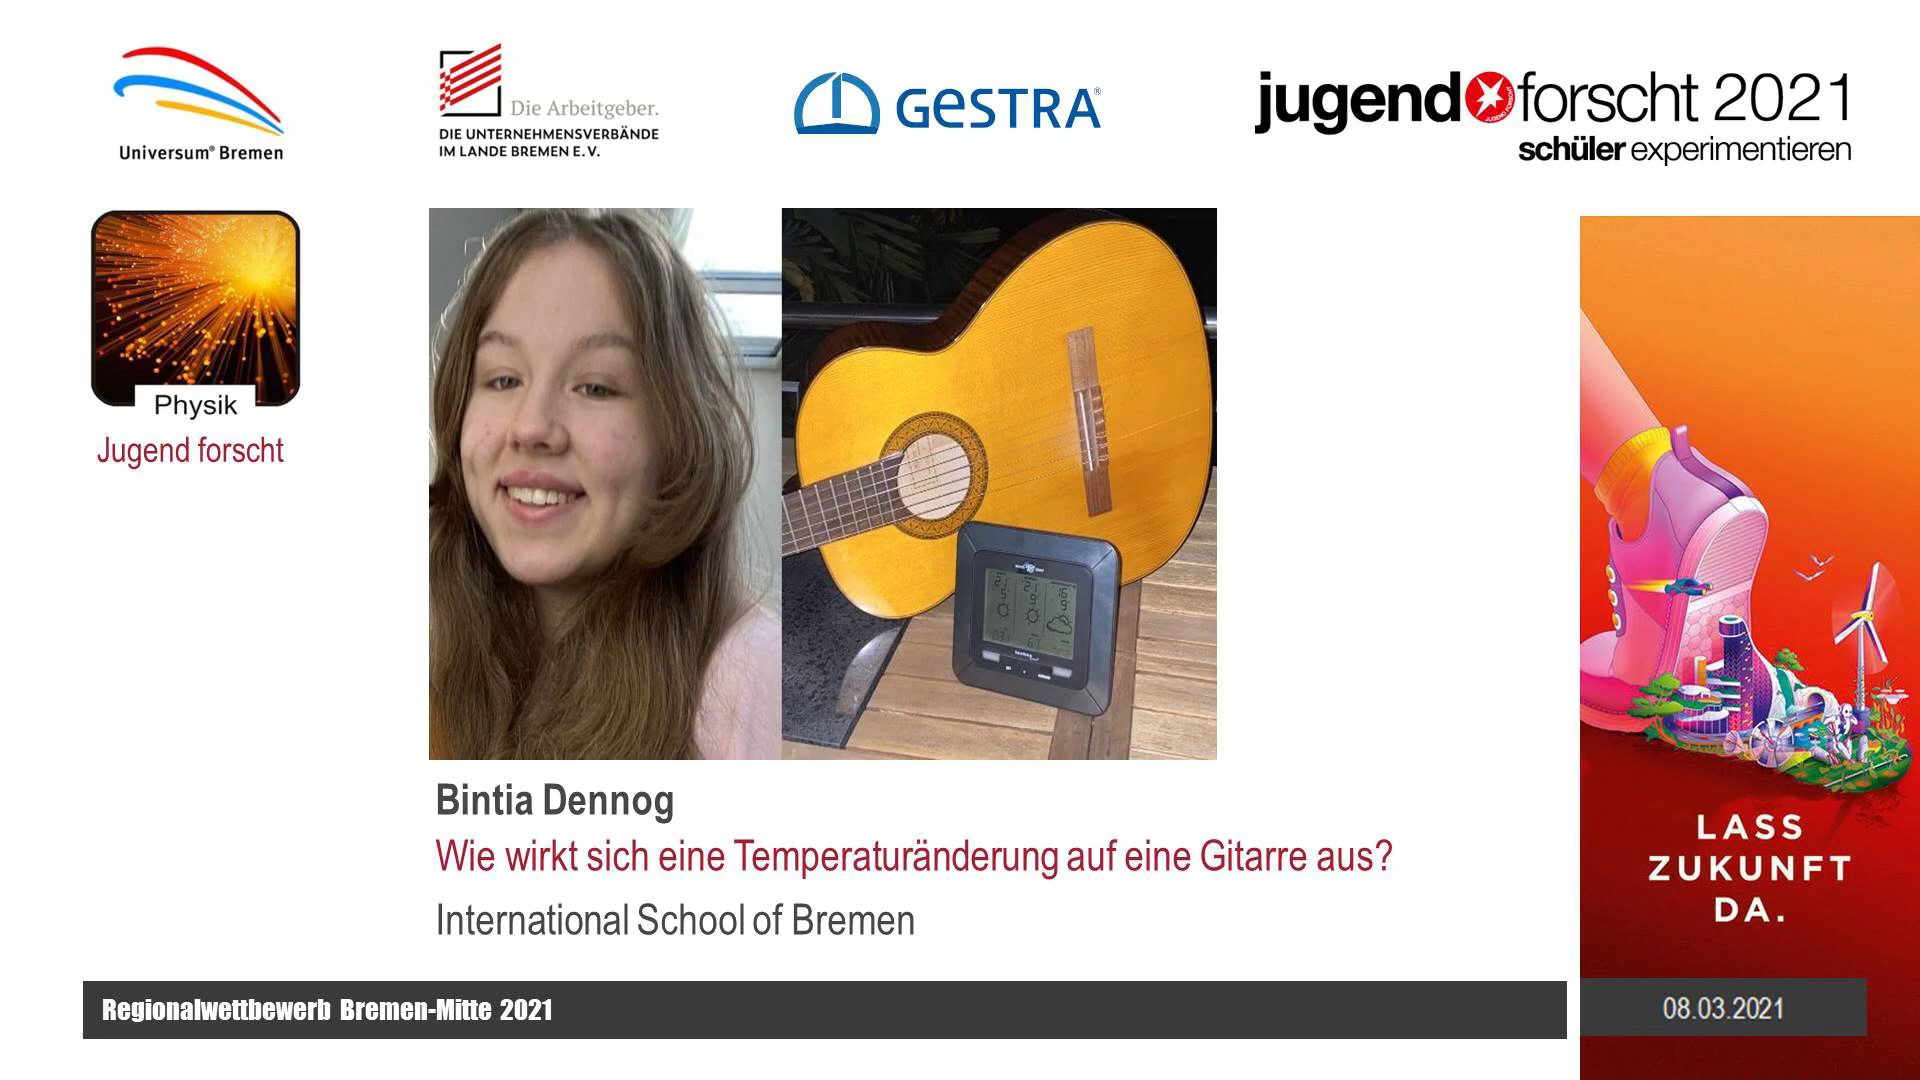 Universum® Bremen
Die Arbeitgeber.
DIE UNTERNEHMENSVERBÄNDE
IM LANDE BREMEN E.V.
GESTRA®
jugend forscht 2021
schüler experimentieren
JUGEND FORSCHT
Physik
Jugend forscht
Bintia Dennog
Wie wirkt sich eine Temperaturänderung auf eine Gitarre aus?
International School of Bremen
LASS
ZUKUNFT
DA.
Regionalwettbewerb Bremen-Mitte 2021
08.03.2021